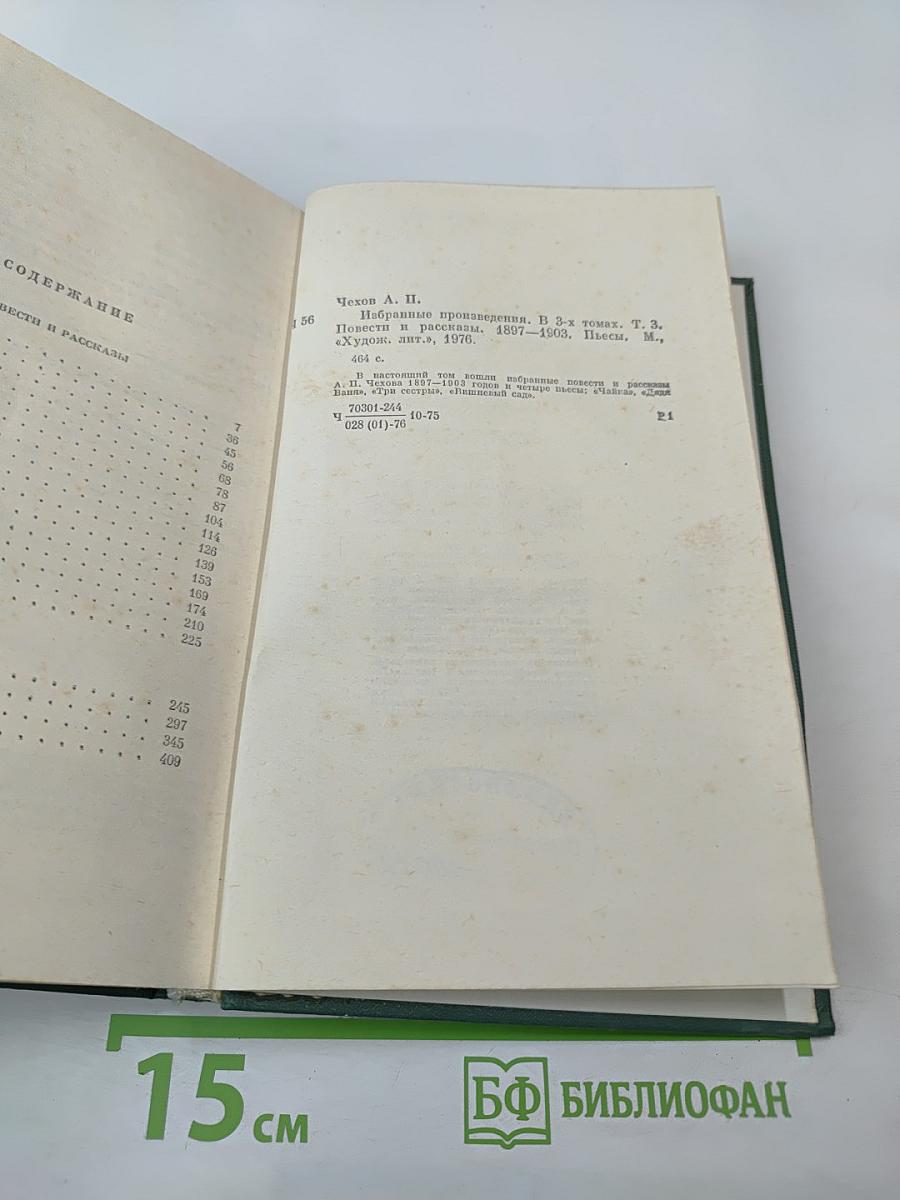 СОДЕРЖАНИЕ
ВЕСТИ И РАССКАЗЫ
7
36
45
56
68
78
87
104
114
126
139
153
169
174
210
225
245
297
345
409
Чехов А. П.
56
Избранные произведения. В 3-х томах. Т. 3.
Повести и рассказы. 1897—1903. Пьесы. М.,
«Худож. лит.», 1976.
464 с.
В настоящий том вошли избранные повести и рассказы
А. П. Чехова 1897—1903 годов и четыре пьесы: «Чайка», «Дядя
Ваня», «Три сестры», «Вишневый сад».
Ч 70301-244 10-75
028 (01)-76
Р1
15 см
БФ БИБЛИОФАН